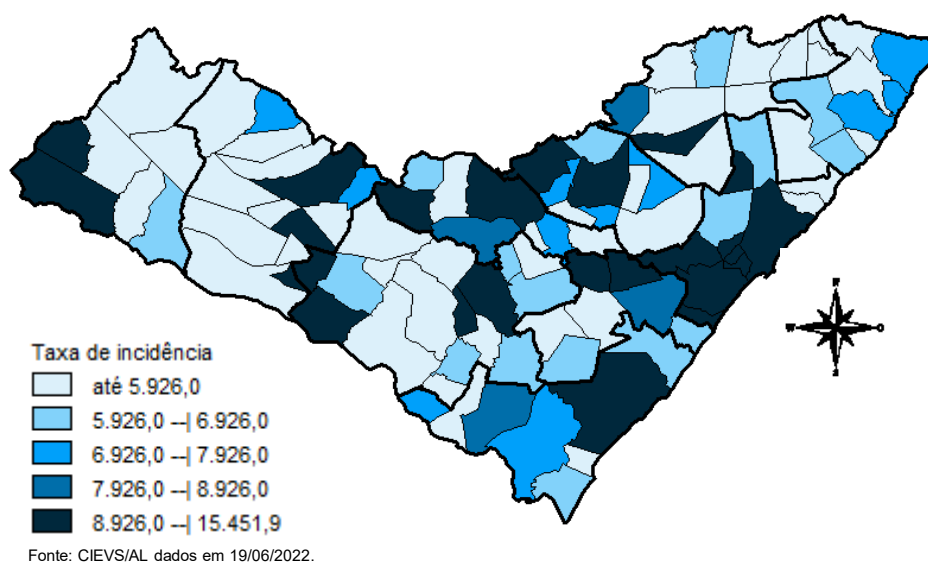 Taxa de incidência
até 5.926,0
5.926,0 --| 6.926,0
6.926,0 --| 7.926,0
7.926,0 --| 8.926,0
8.926,0 --| 15.451,9
Fonte: CIEVS/AL dados em 19/06/2022.